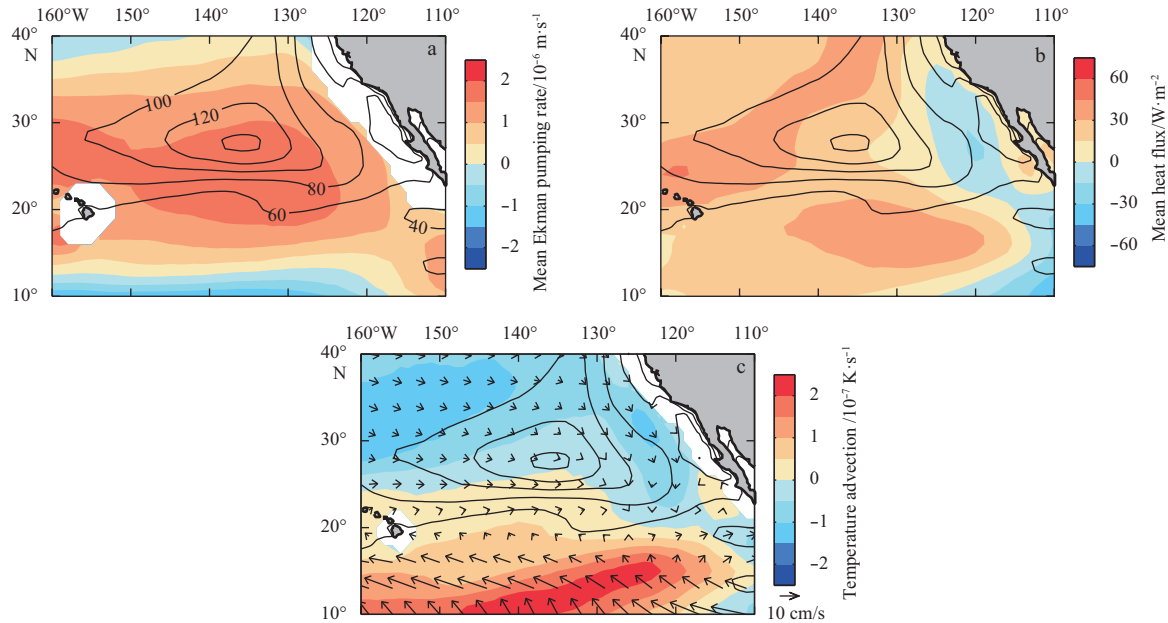 160°W 150° 140° 130° 120° 110°
40°
N
30°
20°
10°
a
100
120
80
60
40
2
1
0
−1
−2
Mean Ekman pumping rate/10⁻⁶ m·s⁻¹
160°W 150° 140° 130° 120° 110°
40°
N
30°
20°
10°
b
60
30
0
−30
−60
Mean heat flux/W·m⁻²
160°W 150° 140° 130° 120° 110°
40°
N
30°
20°
10°
c
2
1
0
−1
−2
Temperature advection /10⁻⁷ K·s⁻¹
10 cm/s